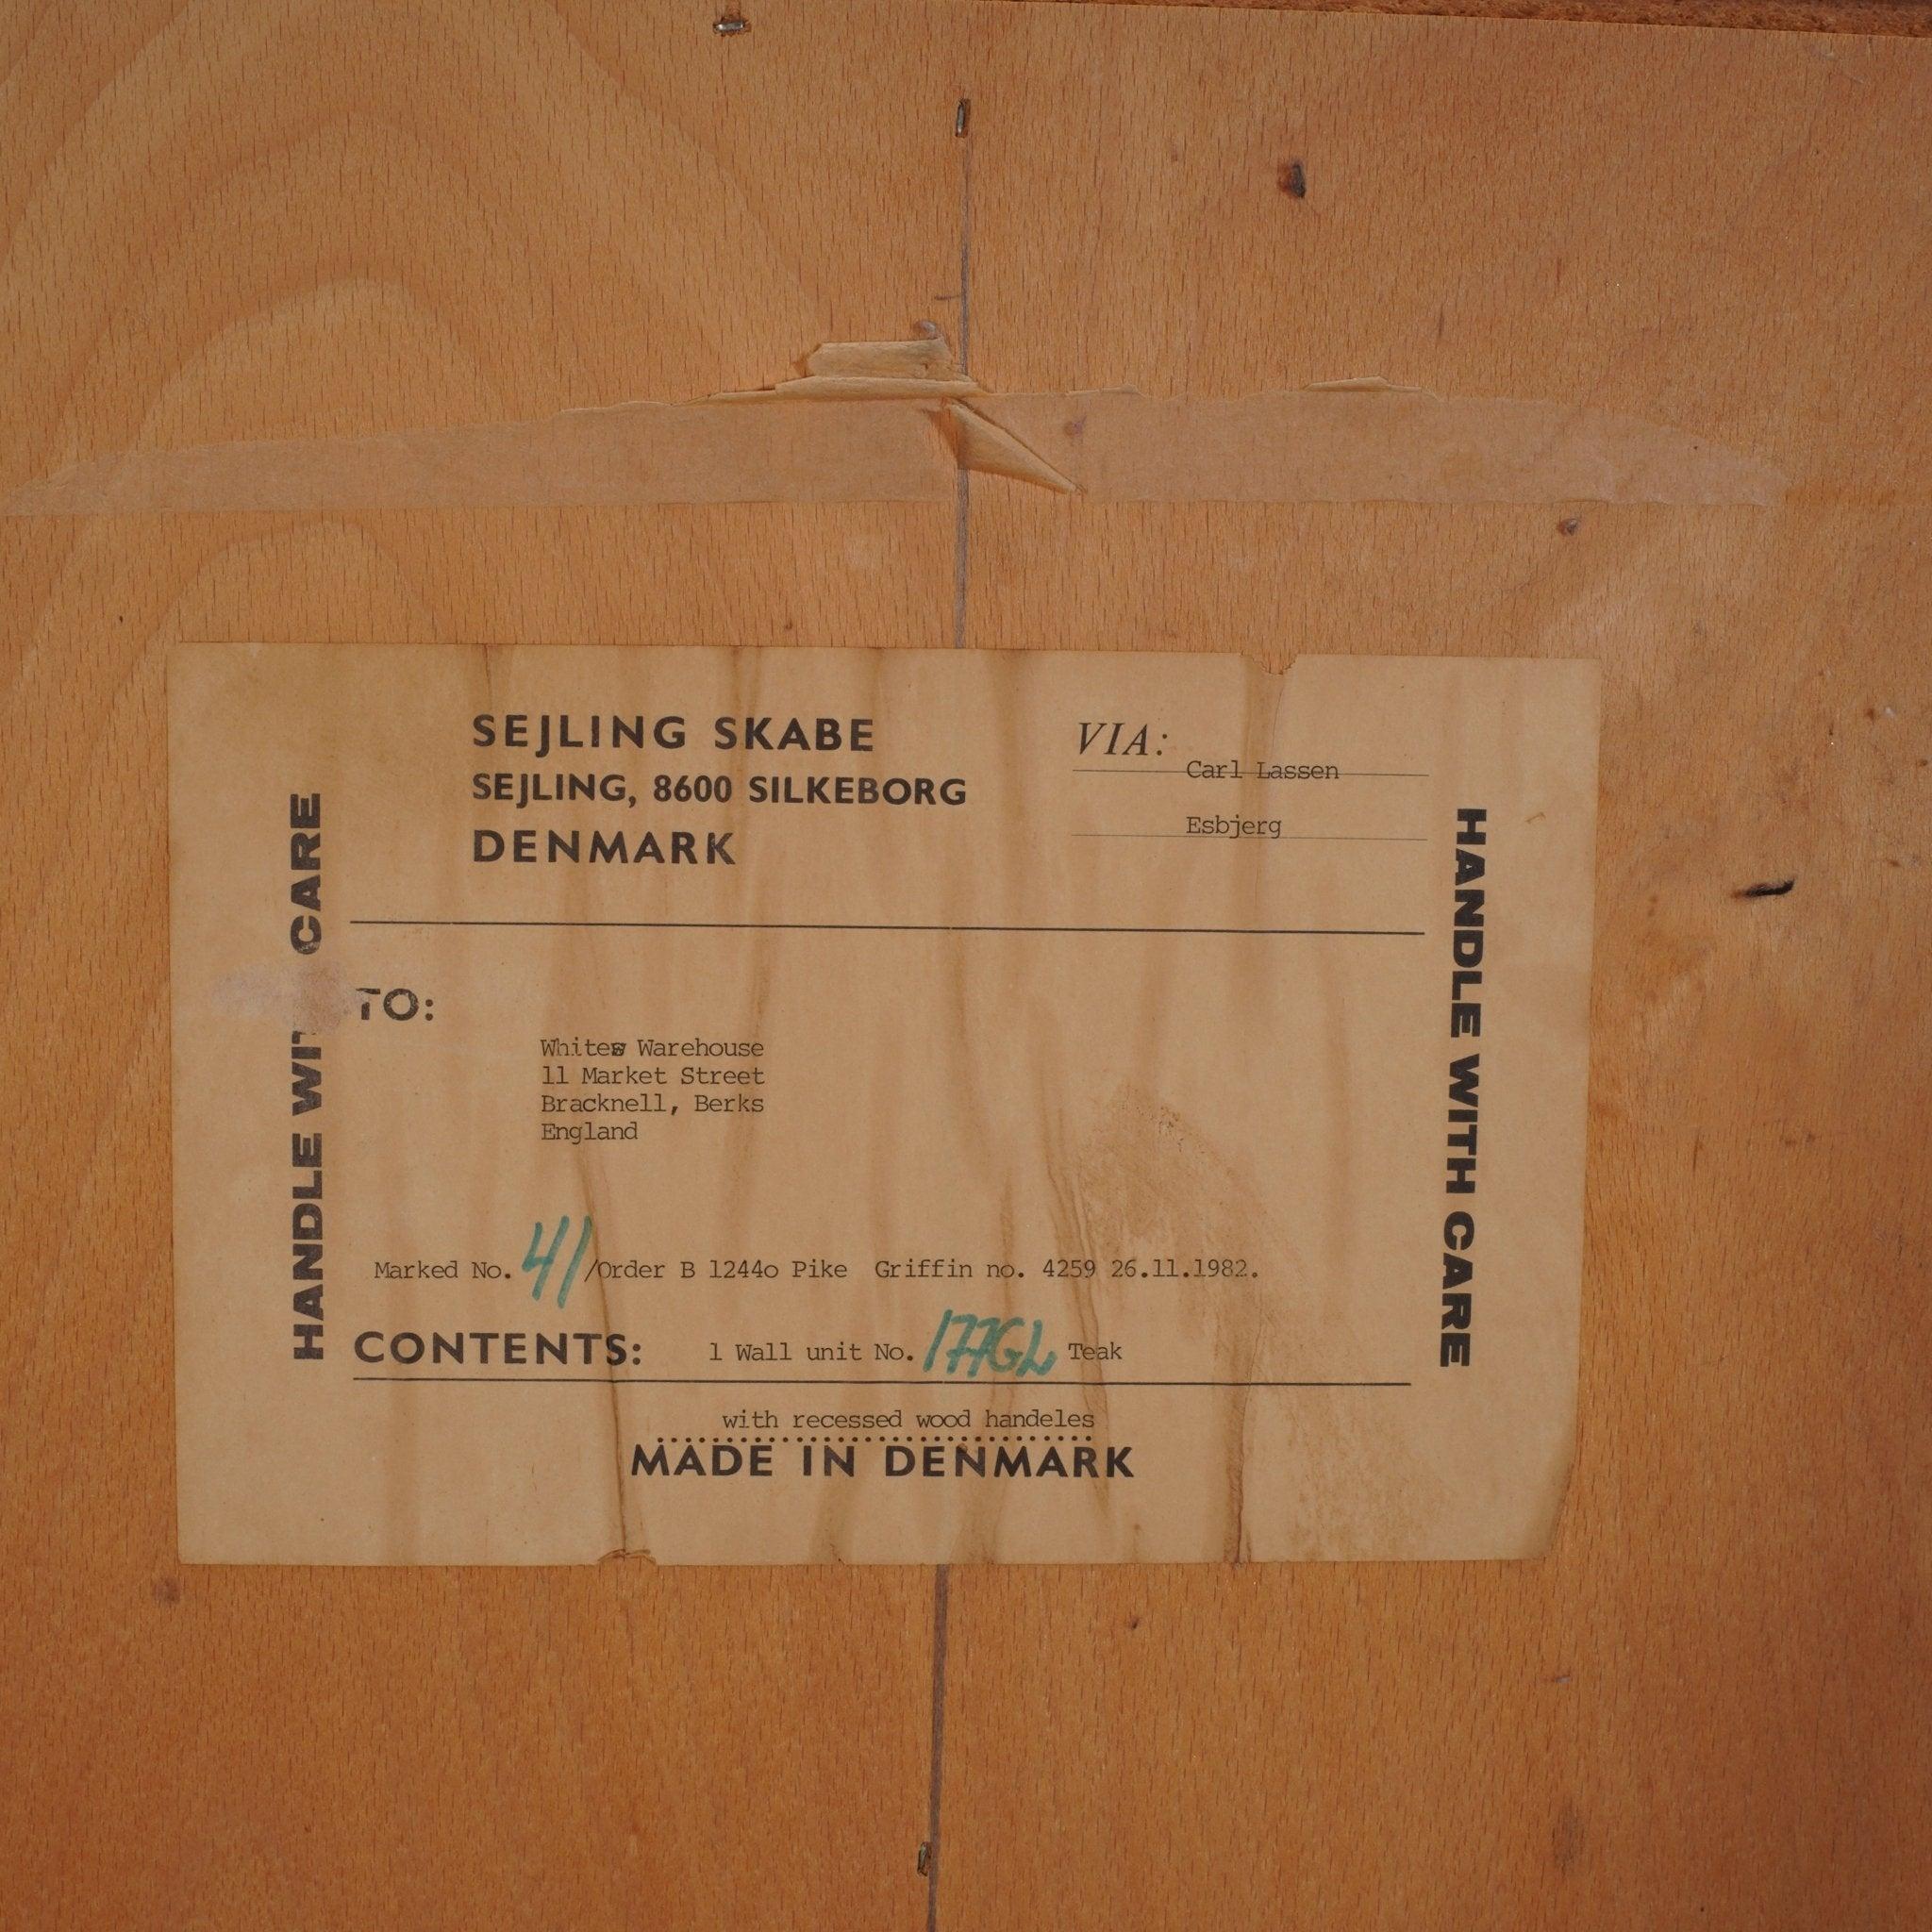 SEJLING SKABE
SEJLING, 8600 SILKEBORG
DENMARK
VIA:
Carl Lassen
Esbjerg
HANDLE WI CARE
HANDLE WITH CARE
TO:
Whites Warehouse
11 Market Street
Bracknell, Berks
England
Marked No. 41/Order B 1244o Pike Griffin no. 4259 26.11.1982.
CONTENTS: 1 Wall unit No. 177GL Teak
with recessed wood handeles
MADE IN DENMARK